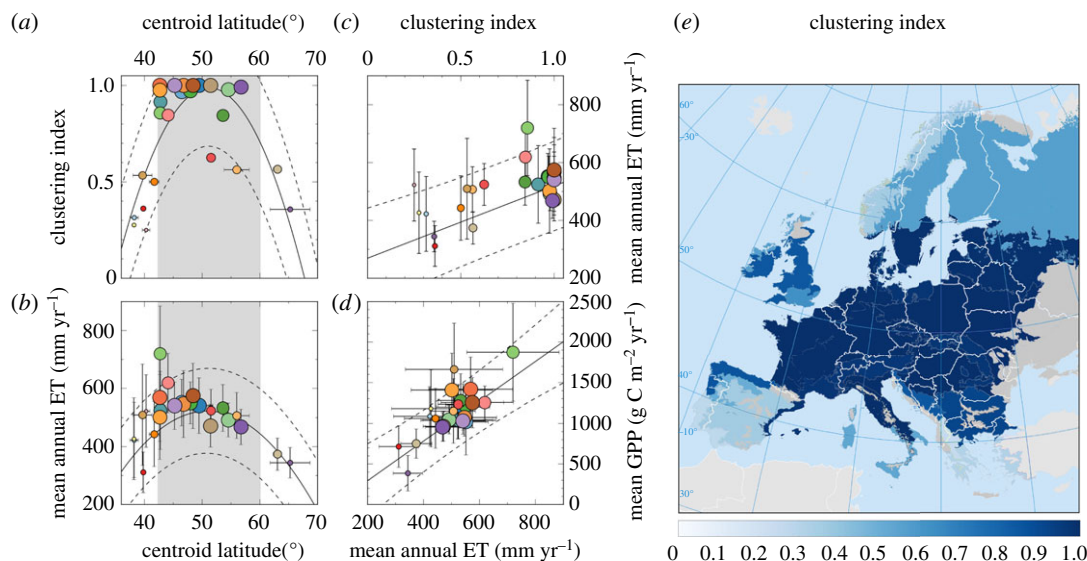 (a) centroid latitude(°)
40 50 60 70
clustering index
1.0
0.5
0
(c) clustering index
0 0.5 1.0
mean annual ET (mm yr⁻¹)
800
600
400
200
(b)
mean annual ET (mm yr⁻¹)
800
600
400
200
40 50 60 70
centroid latitude(°)
(d)
mean GPP (g C m⁻² yr⁻¹)
2500
2000
1500
1000
500
0
200 400 600 800
mean annual ET (mm yr⁻¹)
(e) clustering index
60°
-30°
50°
40°
-10°
30°
0 0.1 0.2 0.3 0.4 0.5 0.6 0.7 0.8 0.9 1.0